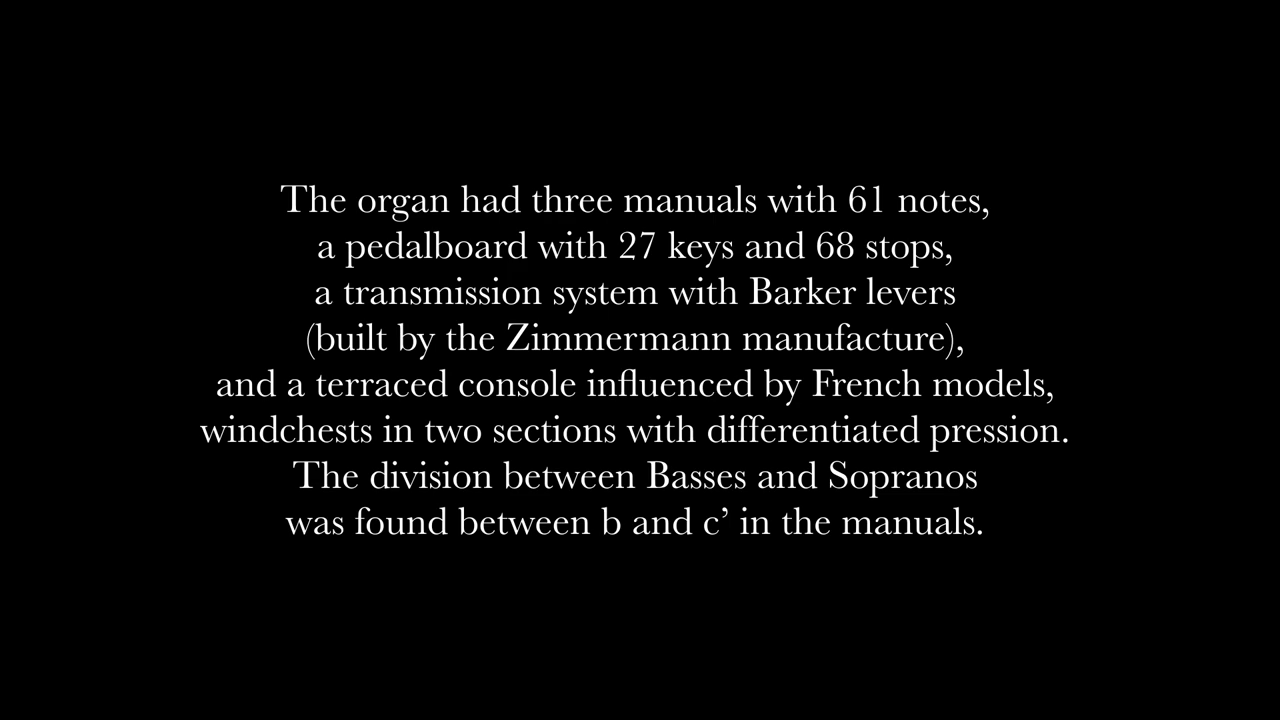 The organ had three manuals with 61 notes,
a pedalboard with 27 keys and 68 stops,
a transmission system with Barker levers
(built by the Zimmermann manufacture),
and a terraced console influenced by French models,
windchests in two sections with differentiated pression.
The division between Basses and Sopranos
was found between b and c’ in the manuals.